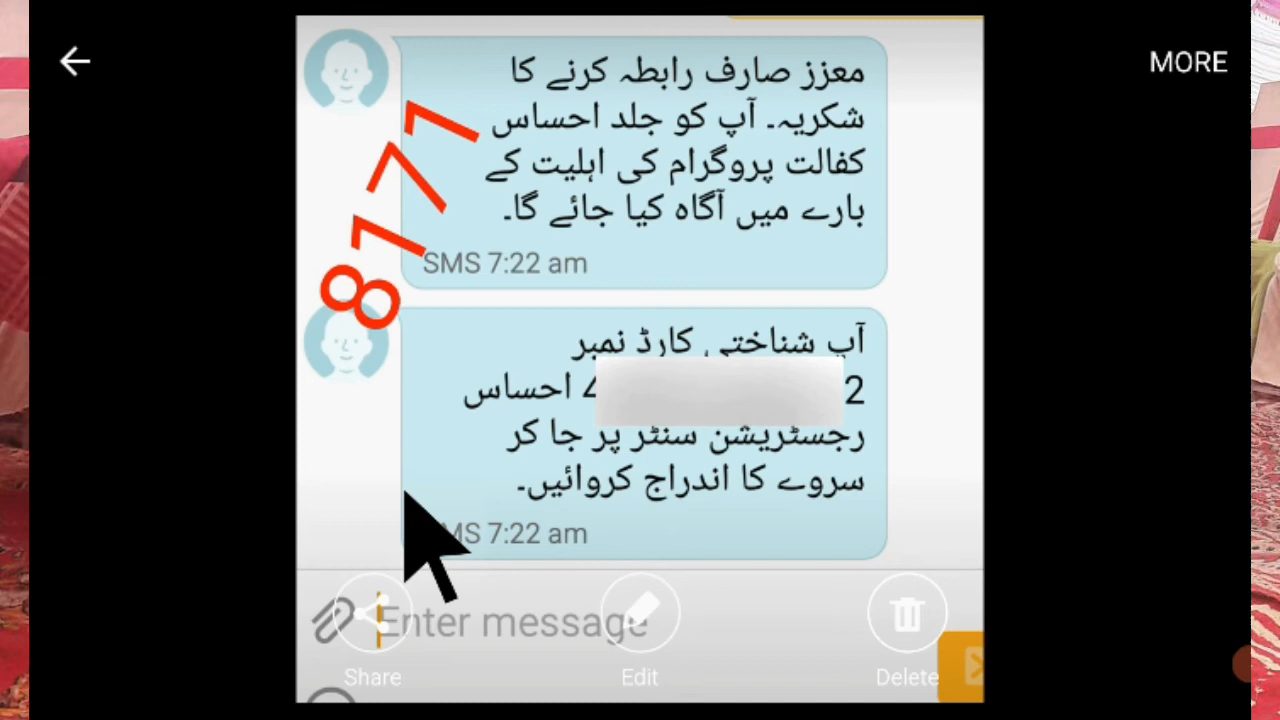 MORE
معزز صارف رابطہ کرنے کا
شکریہ۔ آپ کو جلد احساس
کفالت پروگرام کی اہلیت کے
بارے میں آگاہ کیا جائے گا۔
SMS 7:22 am
8171
آپ شناختی کارڈ نمبر
2 4 احساس
رجسٹریشن سنٹر پر جا کر
سروے کا اندراج کروائیں۔
SMS 7:22 am
Enter message
Share
Edit
Delete